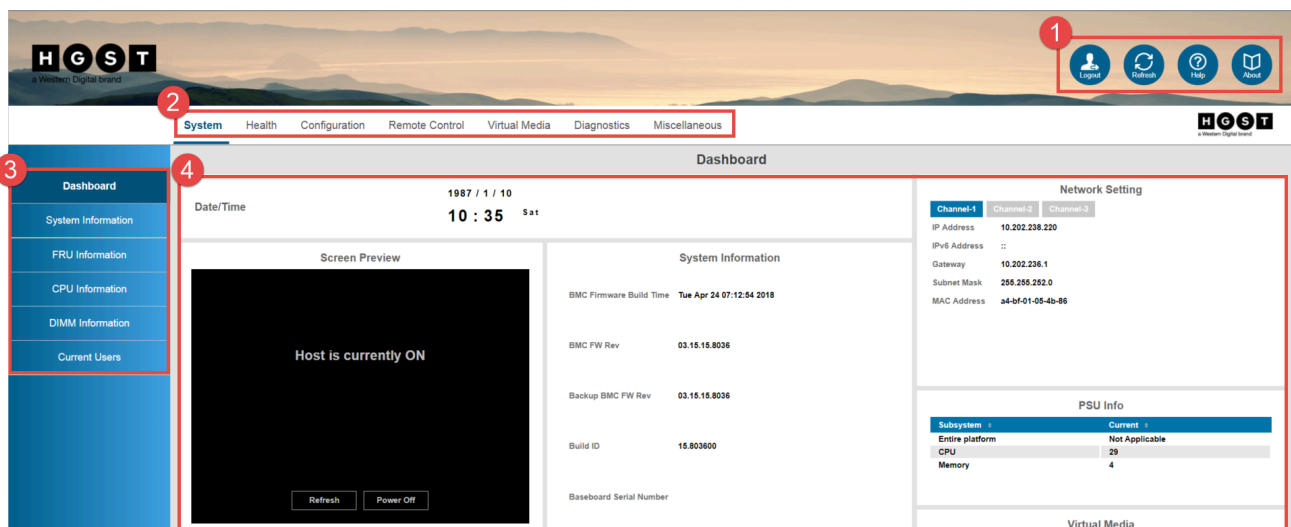 1
HGST
a Western Digital brand
Logout Refresh Help About
2
System Health Configuration Remote Control Virtual Media Diagnostics Miscellaneous
HGST
a Western Digital brand
Dashboard
3
Dashboard
System Information
FRU Information
CPU Information
DIMM Information
Current Users
4
Date/Time
1987 / 1 / 10
10 : 35 Sat
Screen Preview
Host is currently ON
Refresh Power Off
System Information
BMC Firmware Build Time Tue Apr 24 07:12:54 2018
BMC FW Rev 03.15.15.8036
Backup BMC FW Rev 03.15.15.8036
Build ID 15.803600
Baseboard Serial Number
Network Setting
Channel-1 Channel-2 Channel-3
IP Address 10.202.238.220
IPv6 Address ::
Gateway 10.202.236.1
Subnet Mask 255.255.252.0
MAC Address a4-bf-01-05-4b-86
PSU Info
Subsystem Current
Entire platform Not Applicable
CPU 29
Memory 4
Virtual Media